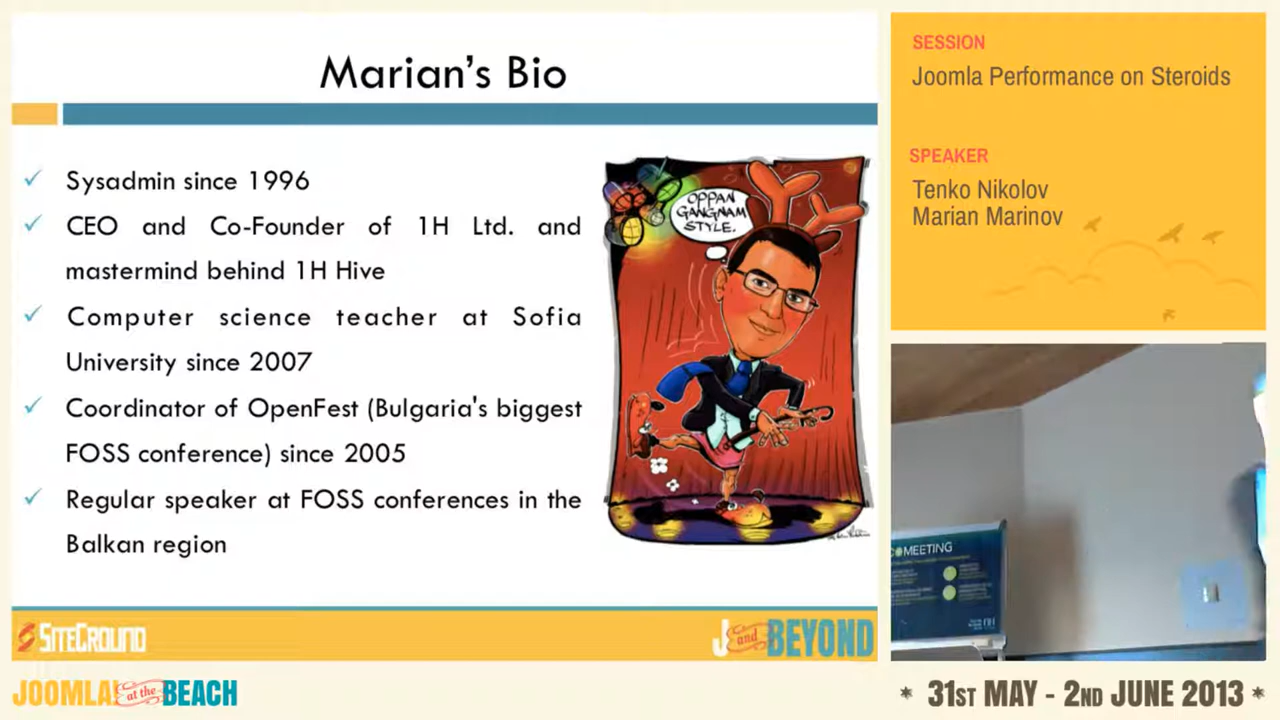 Marian's Bio
Sysadmin since 1996
CEO and Co-Founder of 1H Ltd. and
mastermind behind 1H Hive
Computer science teacher at Sofia
University since 2007
Coordinator of OpenFest (Bulgaria's biggest
FOSS conference) since 2005
Regular speaker at FOSS conferences in the
Balkan region
OPPAN
GANGNAM
STYLE.
SITEGROUND
J and BEYOND
SESSION
Joomla Performance on Steroids
SPEAKER
Tenko Nikolov
Marian Marinov
MEETING
JOOMLA! at the BEACH
* 31ST MAY - 2ND JUNE 2013 *